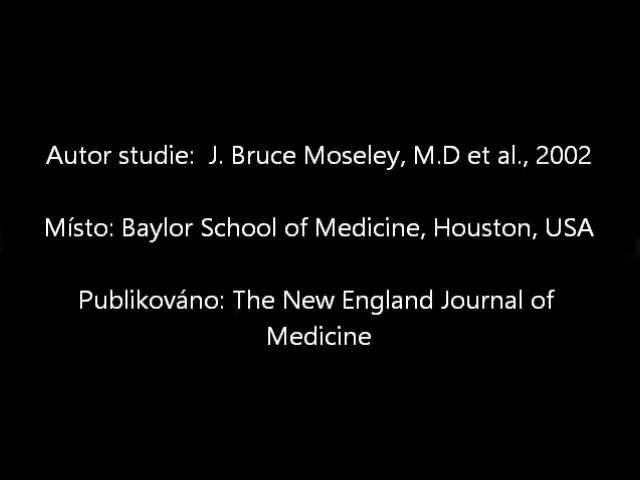 Autor studie:  J. Bruce Moseley, M.D et al., 2002
Místo: Baylor School of Medicine, Houston, USA
Publikováno: The New England Journal of
Medicine